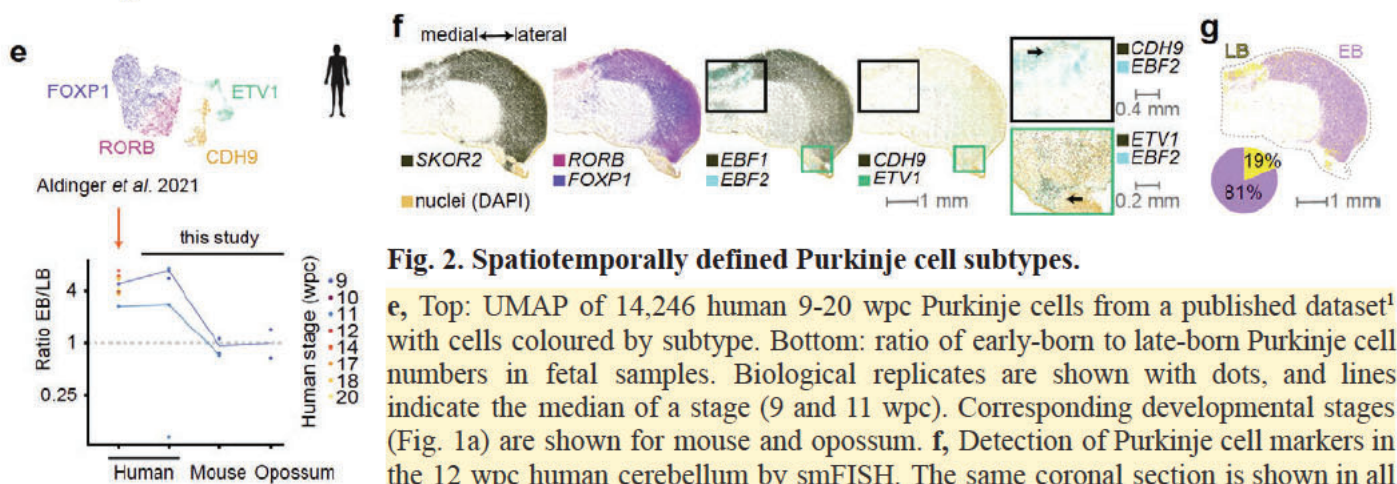 e
FOXP1
RORB
ETV1
CDH9
Aldinger et al. 2021
this study
Ratio EB/LB
4
1
0.25
Human
Mouse
Opossum
Human stage (wpc)
9
10
11
12
14
17
18
20
f
medial
lateral
SKOR2
nuclei (DAPI)
RORB
FOXP1
EBF1
EBF2
CDH9
ETV1
1 mm
CDH9
EBF2
0.4 mm
ETV1
EBF2
0.2 mm
g
LB
EB
19%
81%
1 mm
Fig. 2. Spatiotemporally defined Purkinje cell subtypes.
e, Top: UMAP of 14,246 human 9-20 wpc Purkinje cells from a published dataset¹
with cells coloured by subtype. Bottom: ratio of early-born to late-born Purkinje cell
numbers in fetal samples. Biological replicates are shown with dots, and lines
indicate the median of a stage (9 and 11 wpc). Corresponding developmental stages
(Fig. 1a) are shown for mouse and opossum. f, Detection of Purkinje cell markers in
the 12 wpc human cerebellum by smFISH. The same coronal section is shown in all